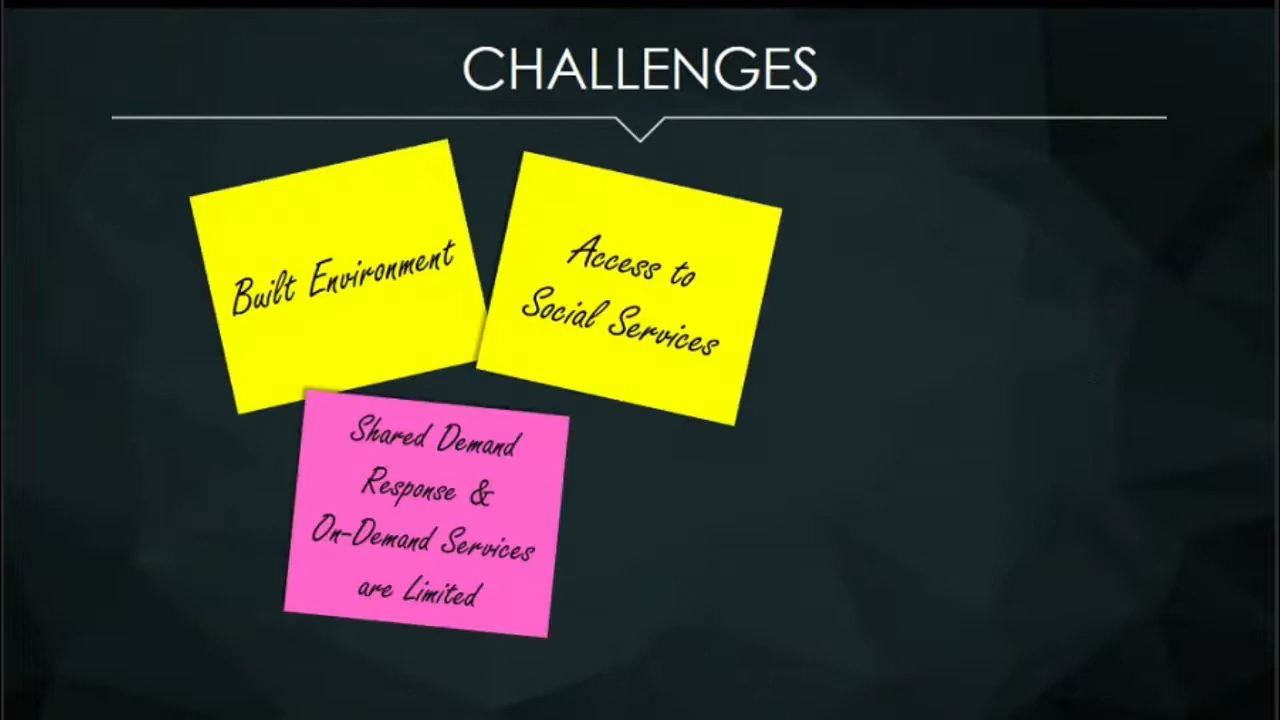 CHALLENGES
Built Environment
Access to
Social Services
Shared Demand
Response &
On-Demand Services
are Limited